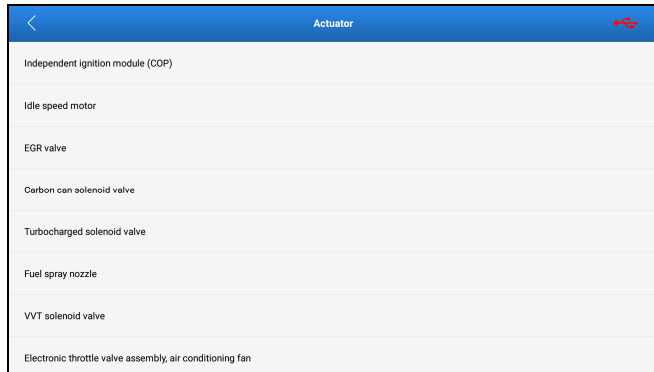 Actuator
Independent ignition module (COP)
Idle speed motor
EGR valve
Carbon can solenoid valve
Turbocharged solenoid valve
Fuel spray nozzle
VVT solenoid valve
Electronic throttle valve assembly, air conditioning fan